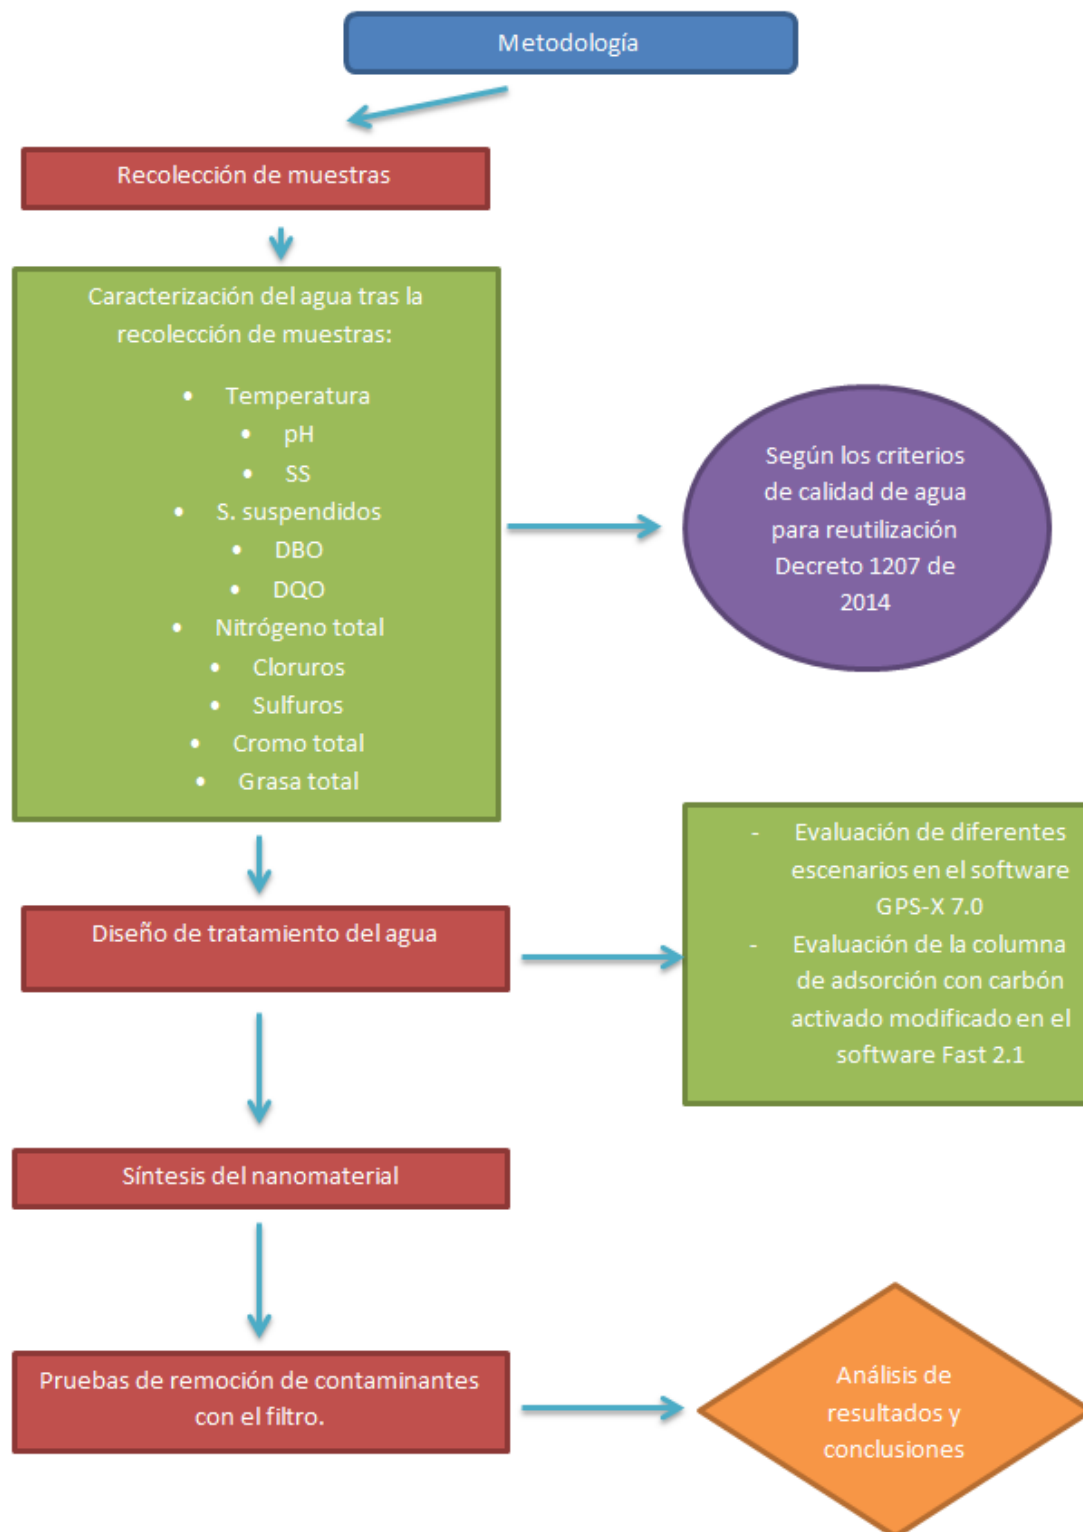 Metodología
Recolección de muestras
Caracterización del agua tras la
recolección de muestras:
• Temperatura
• pH
• SS
• S. suspendidos
• DBO
• DQO
• Nitrógeno total
• Cloruros
• Sulfuros
• Cromo total
• Grasa total
Según los criterios
de calidad de agua
para reutilización
Decreto 1207 de
2014
Diseño de tratamiento del agua
- Evaluación de diferentes
escenarios en el software
GPS-X 7.0
- Evaluación de la columna
de adsorción con carbón
activado modificado en el
software Fast 2.1
Síntesis del nanomaterial
Pruebas de remoción de contaminantes
con el filtro.
Análisis de
resultados y
conclusiones